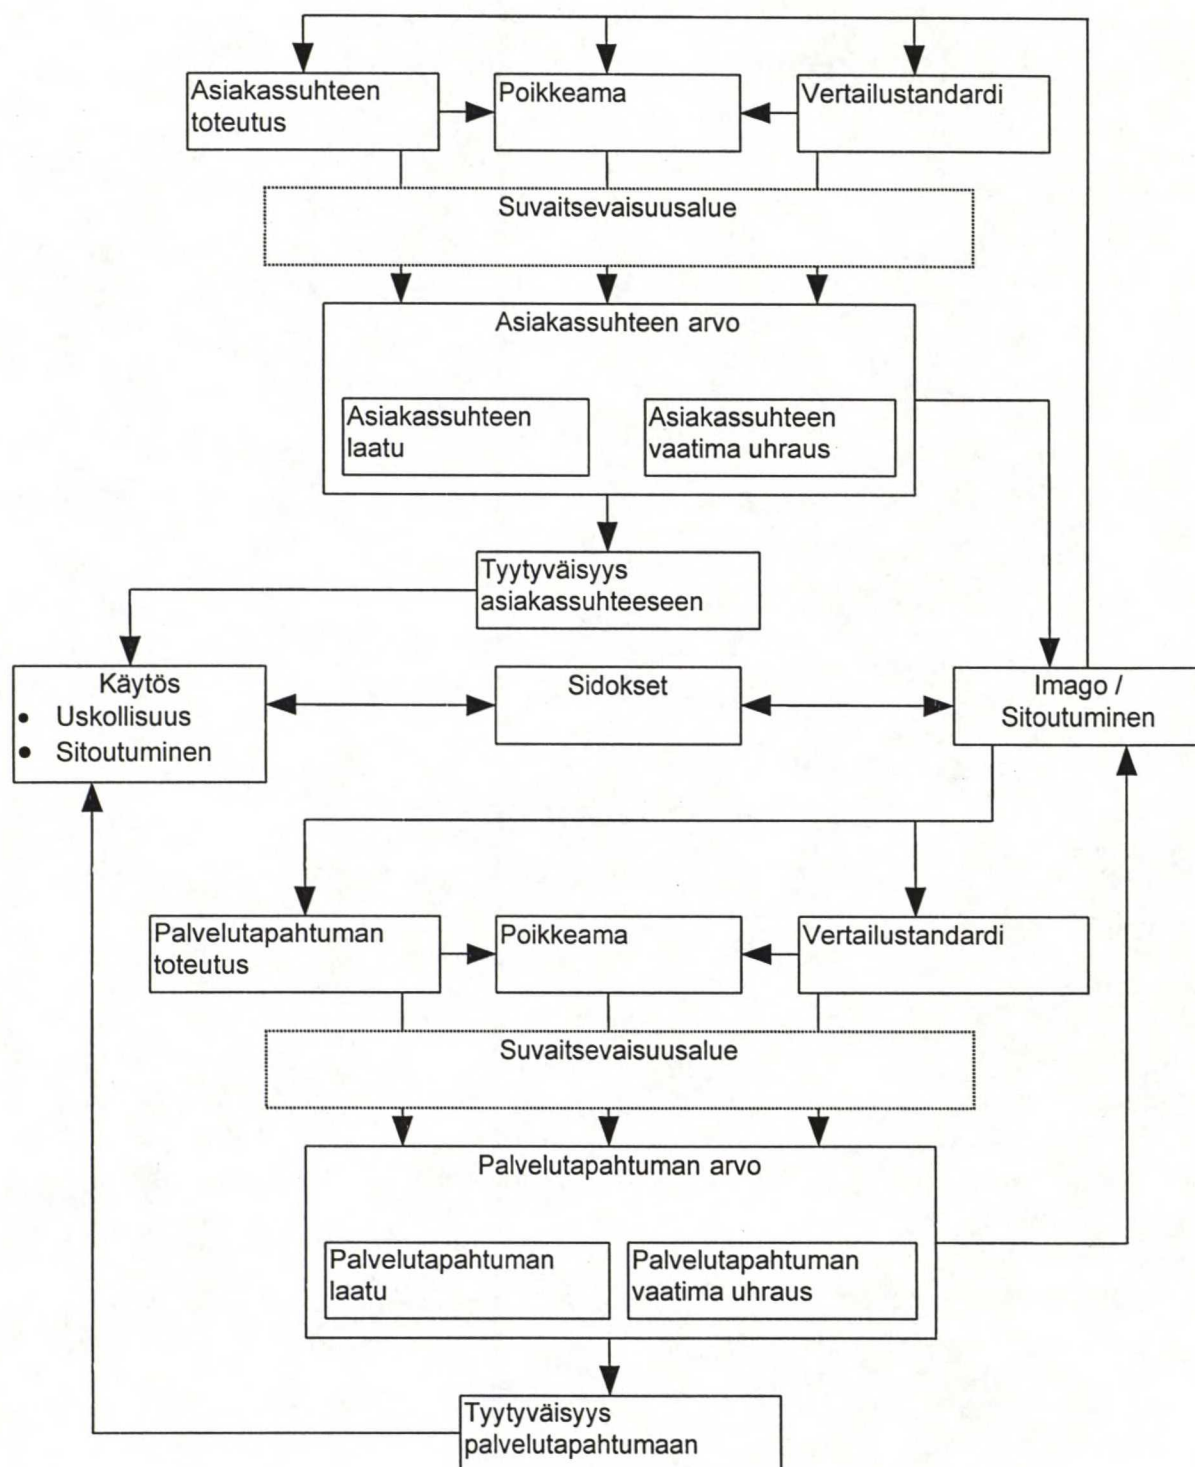 Asiakassuhteen
toteutus
Poikkeama
Vertailustandardi
Suvaitsevaisuusalue
Asiakassuhteen arvo
Asiakassuhteen
laatu
Asiakassuhteen
vaatima uhraus
Tyytyväisyys
asiakassuhteeseen
Käytös
• Uskollisuus
• Sitoutuminen
Sidokset
Imago /
Sitoutuminen
Palvelutapahtuman
toteutus
Poikkeama
Vertailustandardi
Suvaitsevaisuusalue
Palvelutapahtuman arvo
Palvelutapahtuman
laatu
Palvelutapahtuman
vaatima uhraus
Tyytyväisyys
palvelutapahtumaan